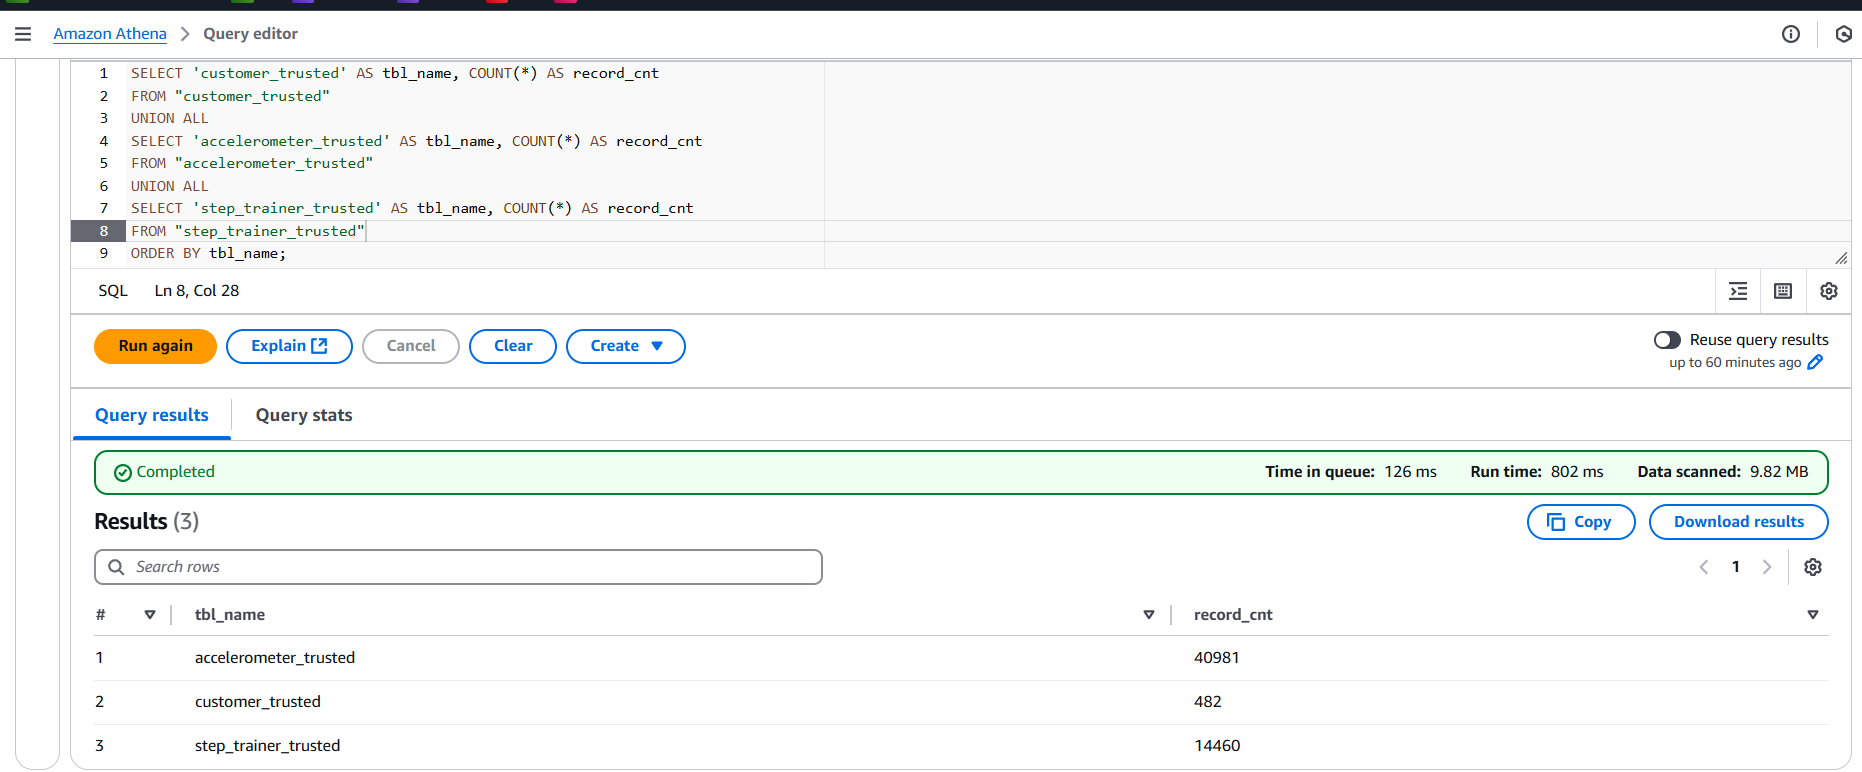 Amazon Athena > Query editor
1 SELECT 'customer_trusted' AS tbl_name, COUNT(*) AS record_cnt
2 FROM "customer_trusted"
3 UNION ALL
4 SELECT 'accelerometer_trusted' AS tbl_name, COUNT(*) AS record_cnt
5 FROM "accelerometer_trusted"
6 UNION ALL
7 SELECT 'step_trainer_trusted' AS tbl_name, COUNT(*) AS record_cnt
8 FROM "step_trainer_trusted"
9 ORDER BY tbl_name;
SQL Ln 8, Col 28
Run again Explain Cancel Clear Create Reuse query results
up to 60 minutes ago
Query results Query stats
Completed Time in queue: 126 ms Run time: 802 ms Data scanned: 9.82 MB
Results (3) Copy Download results
Search rows 1
# tbl_name record_cnt
1 accelerometer_trusted 40981
2 customer_trusted 482
3 step_trainer_trusted 14460